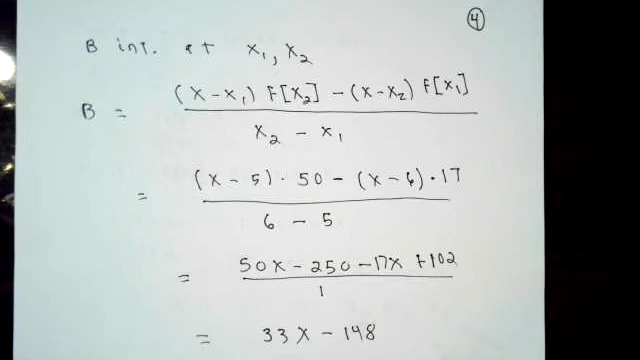 ④
B int. at x₁, x₂
B = ((x-x₁) F[x₂] - (x-x₂) F[x₁]) / (x₂ - x₁)
= ((x-5)·50 - (x-6)·17) / (6 - 5)
= (50x - 250 - 17x + 102) / 1
= 33x - 148